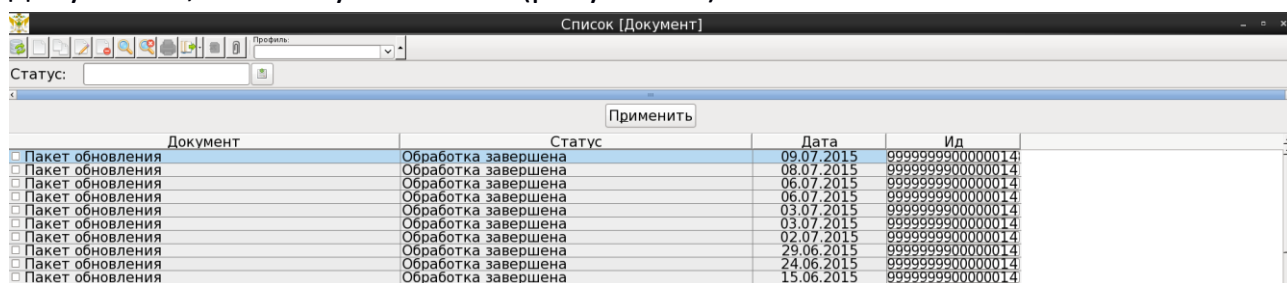 Список [Документ]
Профиль:
Статус:
Применить
Документ Статус Дата Ид
Пакет обновления Обработка завершена 09.07.2015 9999999900000014
Пакет обновления Обработка завершена 08.07.2015 9999999900000014
Пакет обновления Обработка завершена 06.07.2015 9999999900000014
Пакет обновления Обработка завершена 06.07.2015 9999999900000014
Пакет обновления Обработка завершена 03.07.2015 9999999900000014
Пакет обновления Обработка завершена 03.07.2015 9999999900000014
Пакет обновления Обработка завершена 02.07.2015 9999999900000014
Пакет обновления Обработка завершена 29.06.2015 9999999900000014
Пакет обновления Обработка завершена 24.06.2015 9999999900000014
Пакет обновления Обработка завершена 15.06.2015 9999999900000014